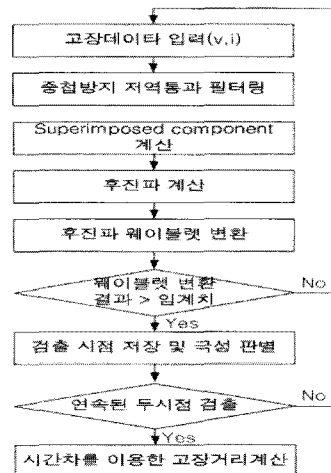 고장데이타 입력(v,i)
중첩방지 저역통과 필터링
Superimposed component
계산
후진파 계산
후진파 웨이블렛 변환
웨이블렛 변환
결과 > 임계치
No
Yes
검출 시점 저장 및 극성 판별
연속된 두시점 검출
No
Yes
시간차를 이용한 고장거리계산